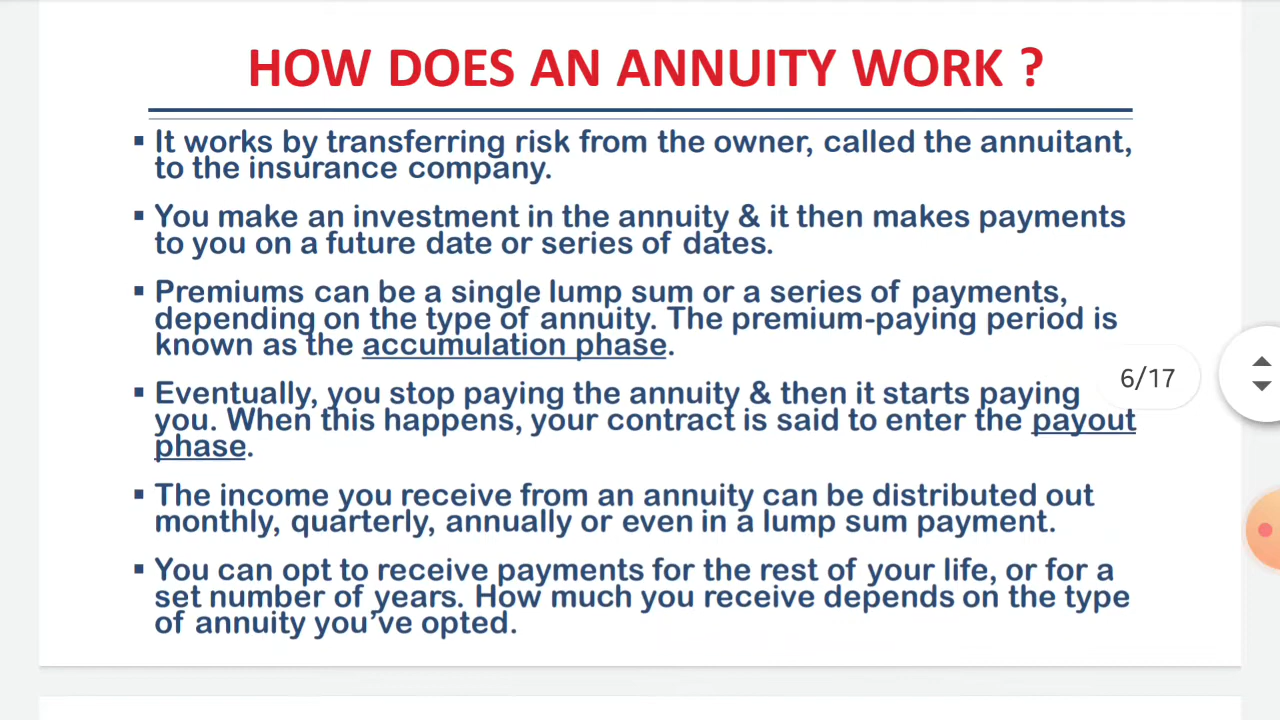 HOW DOES AN ANNUITY WORK ?
▪ It works by transferring risk from the owner, called the annuitant,
to the insurance company.
▪ You make an investment in the annuity & it then makes payments
to you on a future date or series of dates.
▪ Premiums can be a single lump sum or a series of payments,
depending on the type of annuity. The premium-paying period is
known as the accumulation phase.
6/17
▪ Eventually, you stop paying the annuity & then it starts paying
you. When this happens, your contract is said to enter the payout
phase.
▪ The income you receive from an annuity can be distributed out
monthly, quarterly, annually or even in a lump sum payment.
▪ You can opt to receive payments for the rest of your life, or for a
set number of years. How much you receive depends on the type
of annuity you’ve opted.